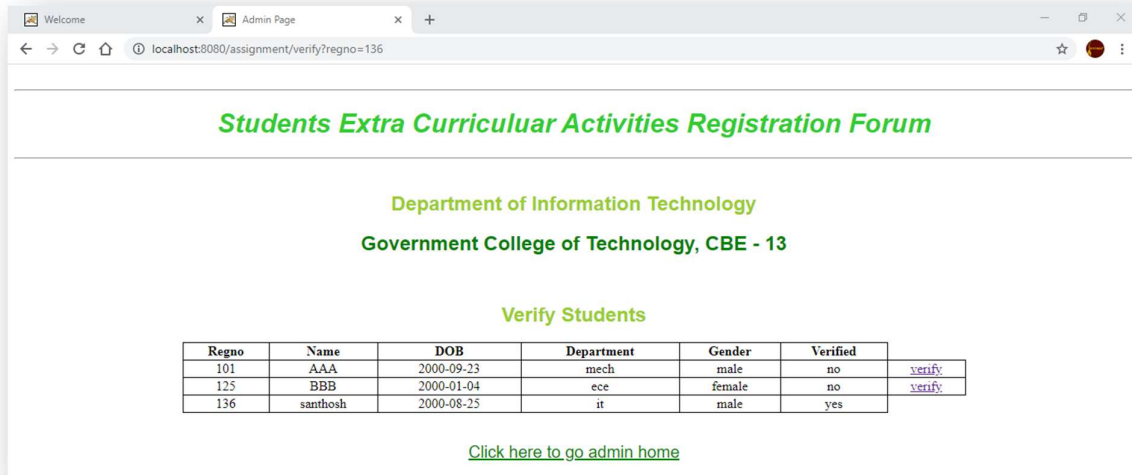 Welcome
Admin Page
localhost:8080/assignment/verify?regno=136
Students Extra Curriculuar Activities Registration Forum
Department of Information Technology
Government College of Technology, CBE - 13
Verify Students
Regno Name DOB Department Gender Verified
101 AAA 2000-09-23 mech male no verify
125 BBB 2000-01-04 ece female no verify
136 santhosh 2000-08-25 it male yes
Click here to go admin home